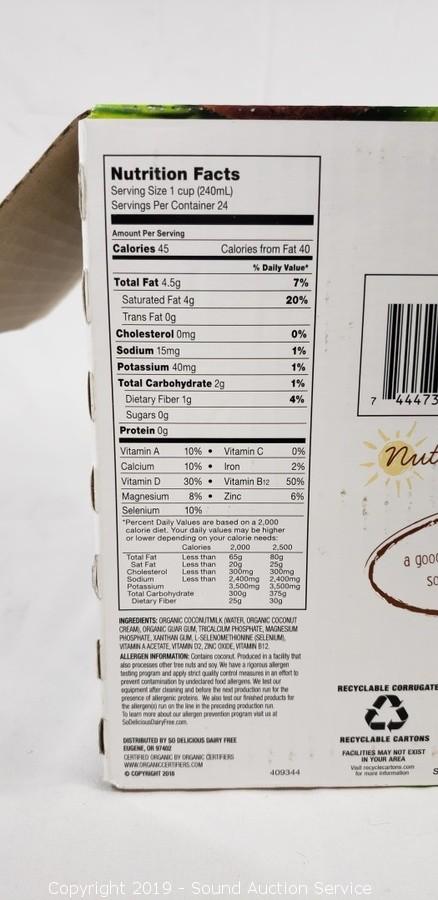 Nutrition Facts
Serving Size 1 cup (240mL)
Servings Per Container 24
Amount Per Serving
Calories 45 Calories from Fat 40
% Daily Value*
Total Fat 4.5g 7%
Saturated Fat 4g 20%
Trans Fat 0g
Cholesterol 0mg 0%
Sodium 15mg 1%
Potassium 40mg 1%
Total Carbohydrate 2g 1%
Dietary Fiber 1g 4%
Sugars 0g
Protein 0g
Vitamin A 10% • Vitamin C 0%
Calcium 10% • Iron 2%
Vitamin D 30% • Vitamin B12 50%
Magnesium 8% • Zinc 6%
Selenium 10%
*Percent Daily Values are based on a 2,000
calorie diet. Your daily values may be higher
or lower depending on your calorie needs:
Calories 2,000 2,500
Total Fat Less than 65g 80g
Sat Fat Less than 20g 25g
Cholesterol Less than 300mg 300mg
Sodium Less than 2,400mg 2,400mg
Potassium 3,500mg 3,500mg
Total Carbohydrate 300g 375g
Dietary Fiber 25g 30g
INGREDIENTS: ORGANIC COCONUTMILK (WATER, ORGANIC COCONUT
CREAM), ORGANIC GUAR GUM, TRICALCIUM PHOSPHATE, MAGNESIUM
PHOSPHATE, XANTHAN GUM, L-SELENOMETHIONINE (SELENIUM),
VITAMIN A ACETATE, VITAMIN D2, ZINC OXIDE, VITAMIN B12.
ALLERGEN INFORMATION: Contains coconut. Produced in a facility that
also processes other tree nuts and soy. We have a rigorous allergen
testing program and apply strict quality control measures in an effort to
prevent contamination by undeclared food allergens. We test our
equipment after cleaning and before the next production run for the
presence of allergenic proteins. We also test our finished products for
the allergen(s) run on the line in the preceding production run.
To learn more about our allergen prevention program visit us at
SoDeliciousDairyFree.com.
DISTRIBUTED BY SO DELICIOUS DAIRY FREE
EUGENE, OR 97402
CERTIFIED ORGANIC BY ORGANIC CERTIFIERS
WWW.ORGANICCERTIFIERS.COM
© COPYRIGHT 2018
409344
7 44473
Nut
a good
so
RECYCLABLE CORRUGATE
RECYCLABLE CARTONS
FACILITIES MAY NOT EXIST
IN YOUR AREA
Visit recyclecartons.com
for more information
S
Copyright 2019 - Sound Auction Service